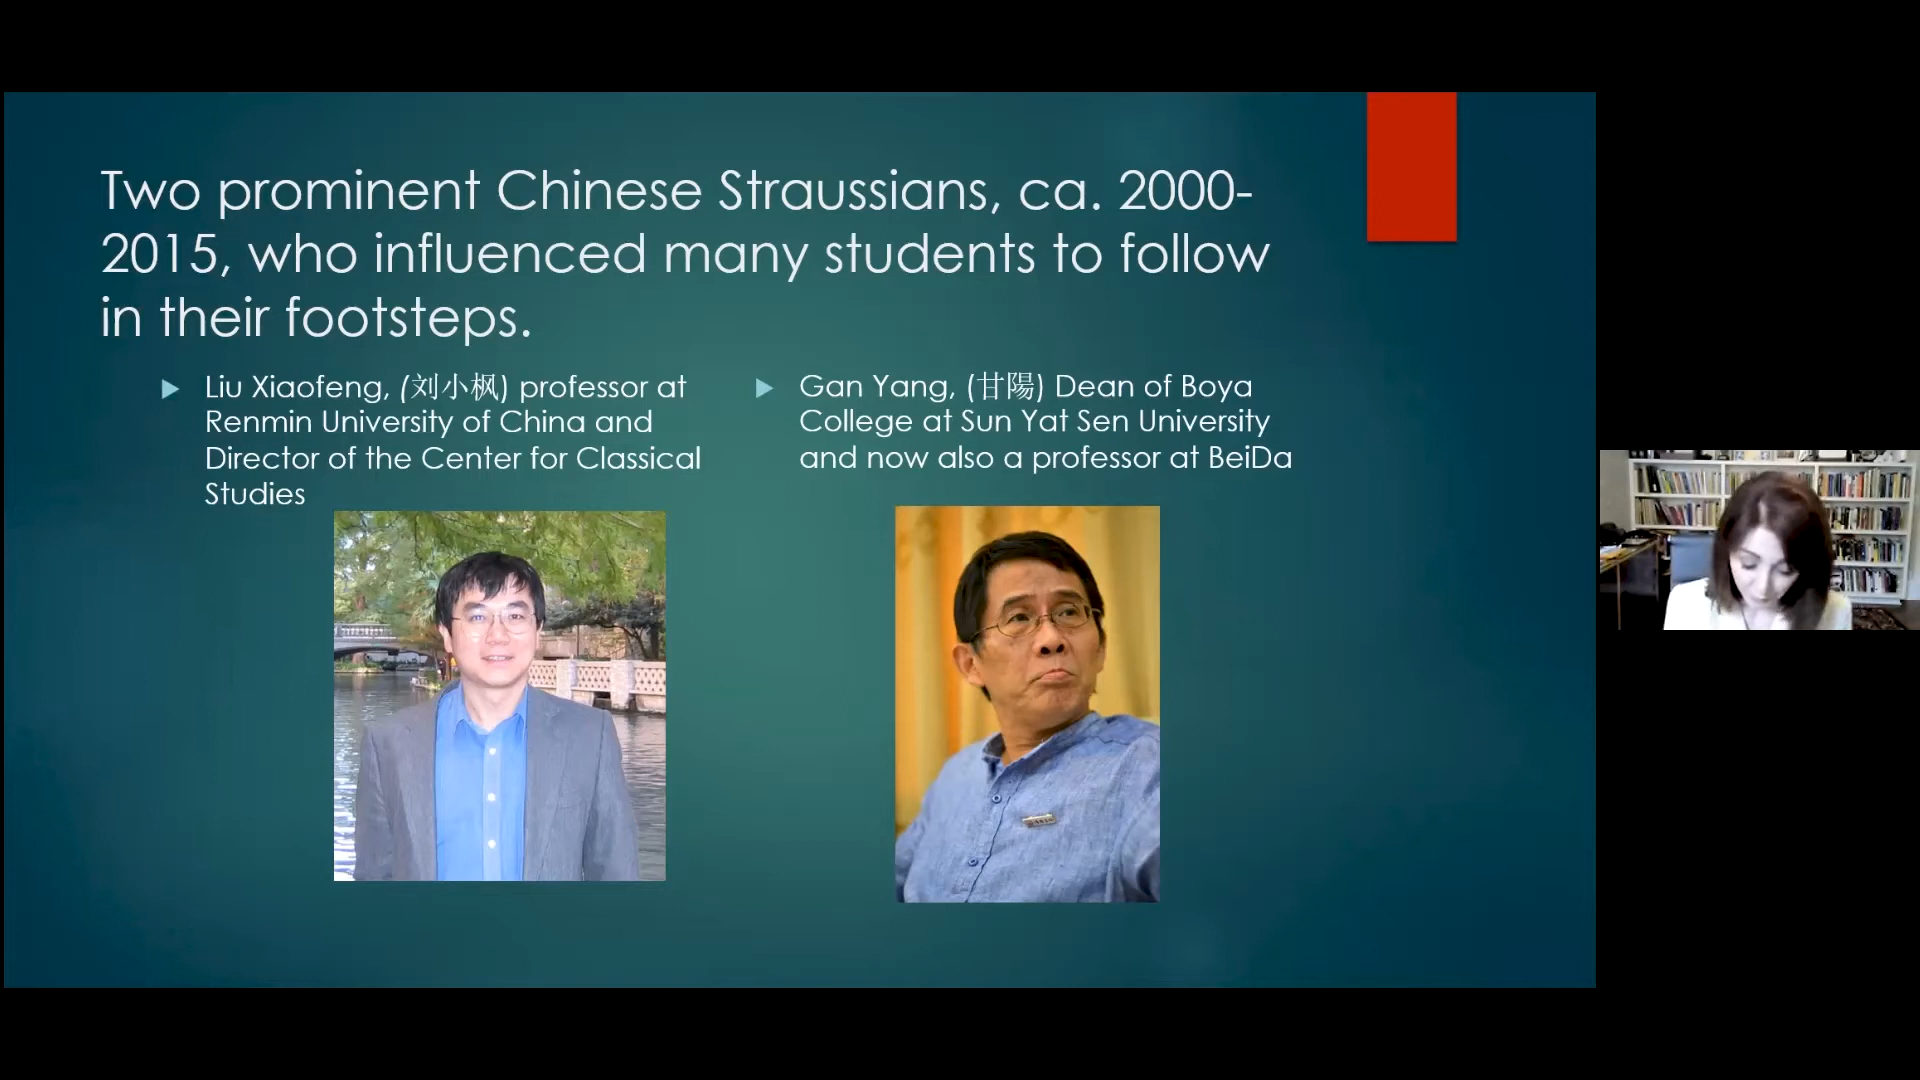 Two prominent Chinese Straussians, ca. 2000-
2015, who influenced many students to follow
in their footsteps.
Liu Xiaofeng, (刘小枫) professor at
Renmin University of China and
Director of the Center for Classical
Studies
Gan Yang, (甘陽) Dean of Boya
College at Sun Yat Sen University
and now also a professor at BeiDa